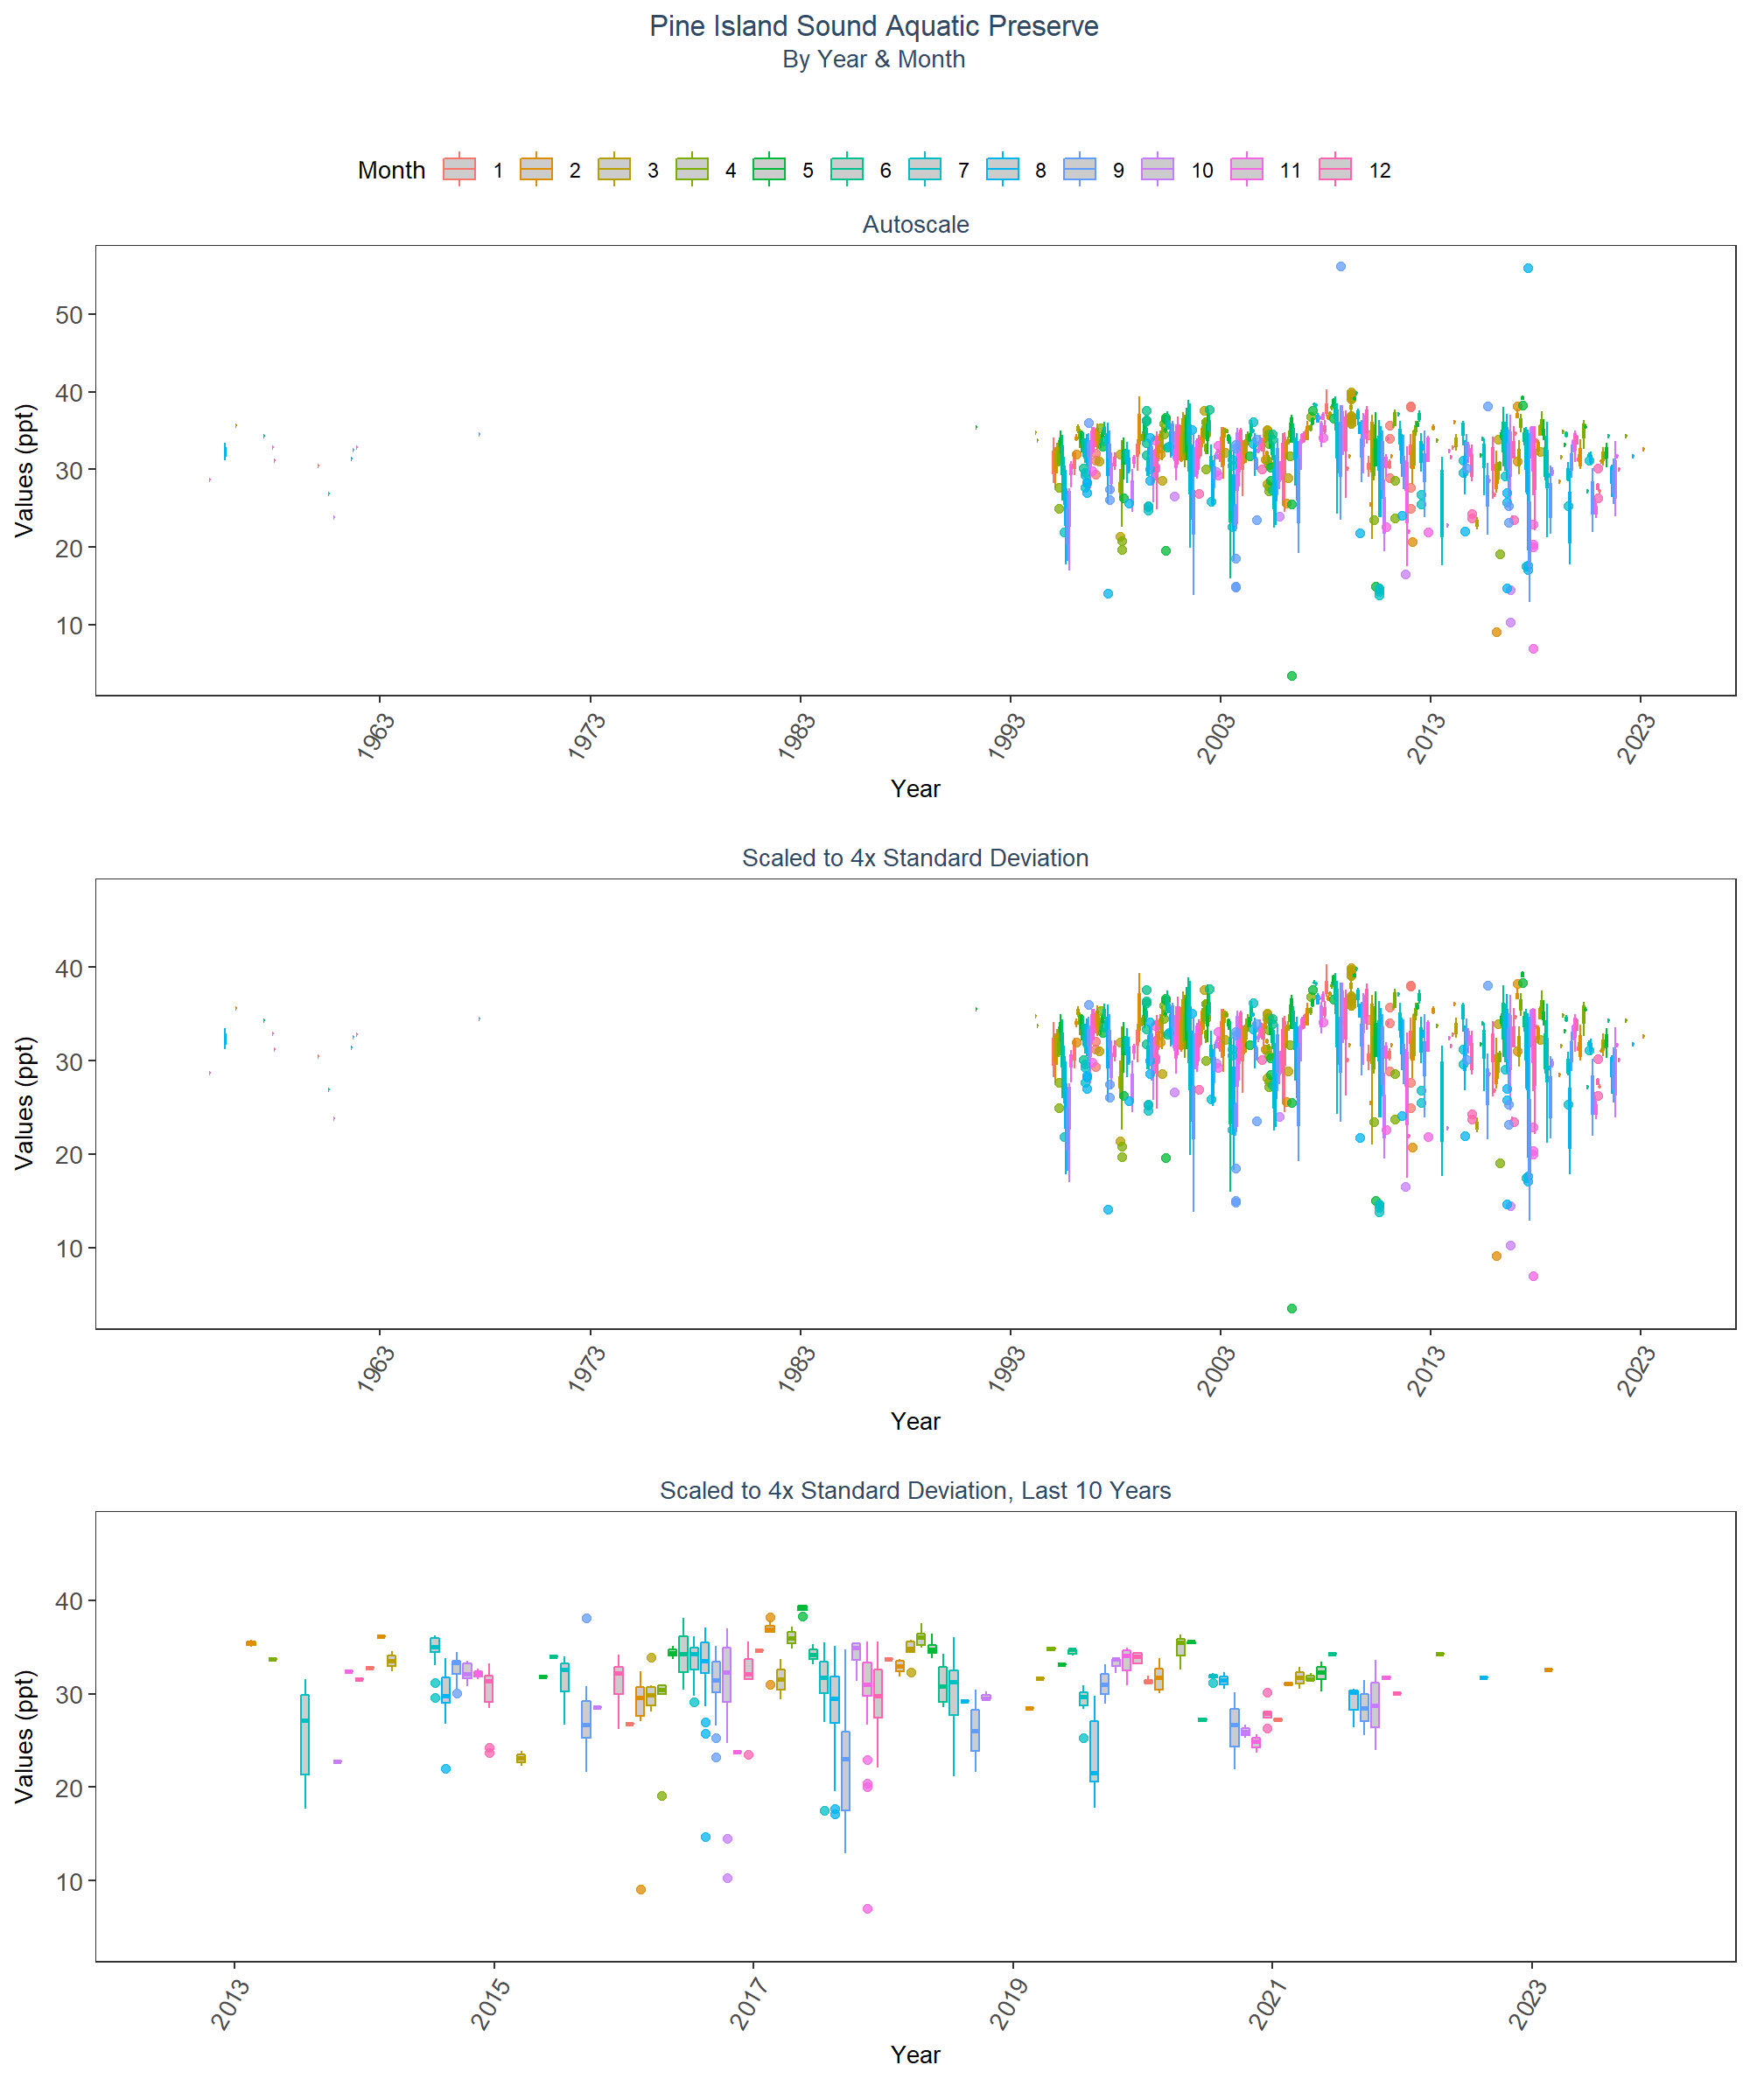 Pine Island Sound Aquatic Preserve
By Year & Month
Month 1 2 3 4 5 6 7 8 9 10 11 12
Autoscale
Values (ppt)
50
40
30
20
10
1963 1973 1983 1993 2003 2013 2023
Year
Scaled to 4x Standard Deviation
Values (ppt)
40
30
20
10
1963 1973 1983 1993 2003 2013 2023
Year
Scaled to 4x Standard Deviation, Last 10 Years
Values (ppt)
40
30
20
10
2013 2015 2017 2019 2021 2023
Year